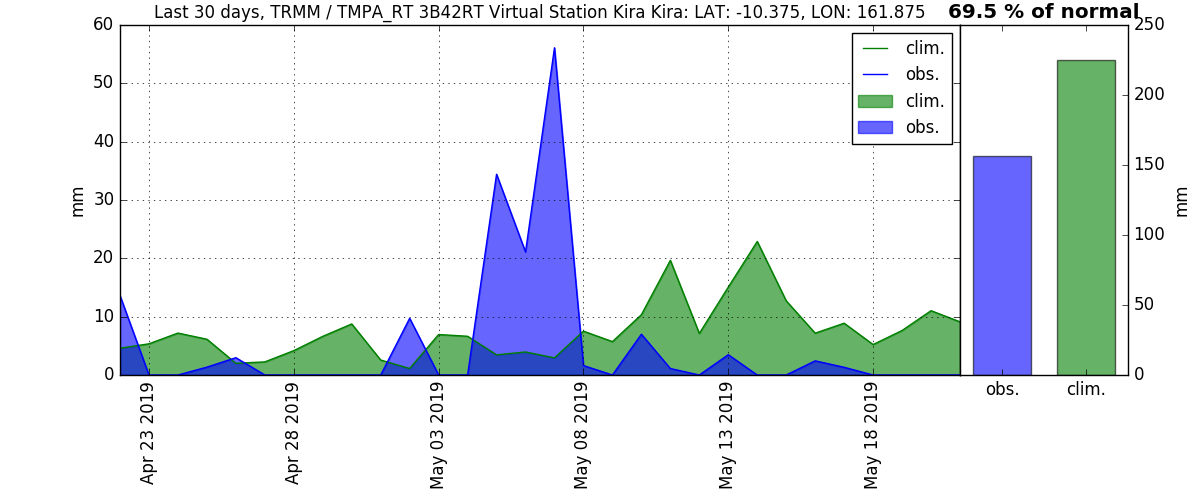 Last 30 days, TRMM / TMPA_RT 3B42RT Virtual Station Kira Kira: LAT: -10.375, LON: 161.875
69.5 % of normal
60
50
40
30
20
10
0
mm
clim.
obs.
clim.
obs.
Apr 23 2019
Apr 28 2019
May 03 2019
May 08 2019
May 13 2019
May 18 2019
250
200
150
100
50
0
mm
obs.
clim.